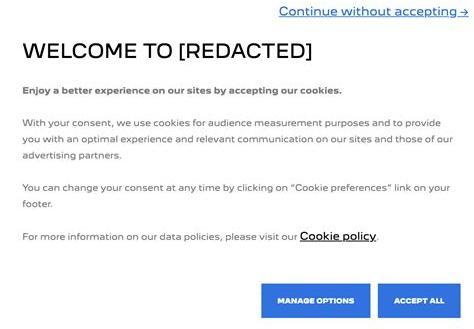 Continue without accepting →
WELCOME TO [REDACTED]
Enjoy a better experience on our sites by accepting our cookies.
With your consent, we use cookies for audience measurement purposes and to provide
you with an optimal experience and relevant communication on our sites and those of our
advertising partners.
You can change your consent at any time by clicking on “Cookie preferences” link on your
footer.
For more information on our data policies, please visit our Cookie policy.
MANAGE OPTIONS
ACCEPT ALL